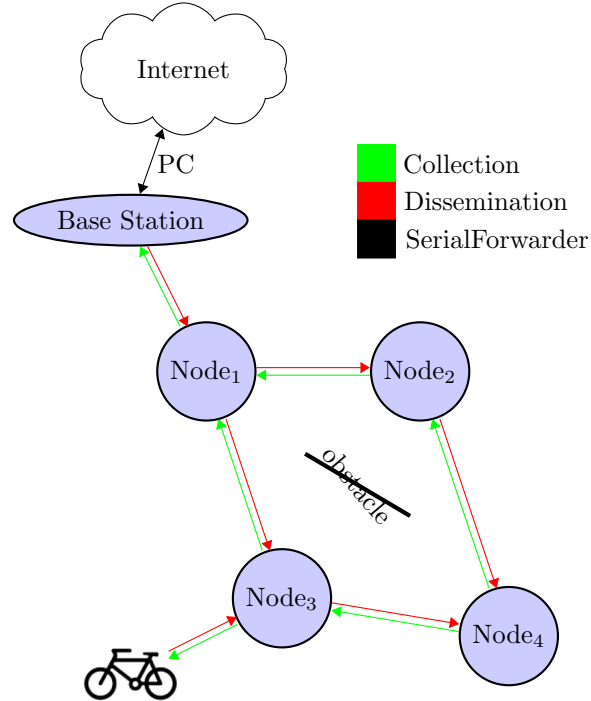 Internet
PC
Collection
Dissemination
SerialForwarder
Base Station
Node₁
Node₂
obstacle
Node₃
Node₄